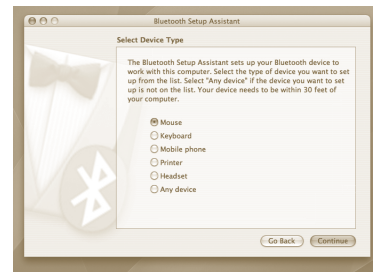 Bluetooth Setup Assistant
Select Device Type
The Bluetooth Setup Assistant sets up your Bluetooth device to
work with this computer. Select the type of device you want to set
up from the list. Select "Any device" if the device you want to set
up is not on the list. Your device needs to be within 30 feet of
your computer.
Mouse
Keyboard
Mobile phone
Printer
Headset
Any device
Go Back
Continue